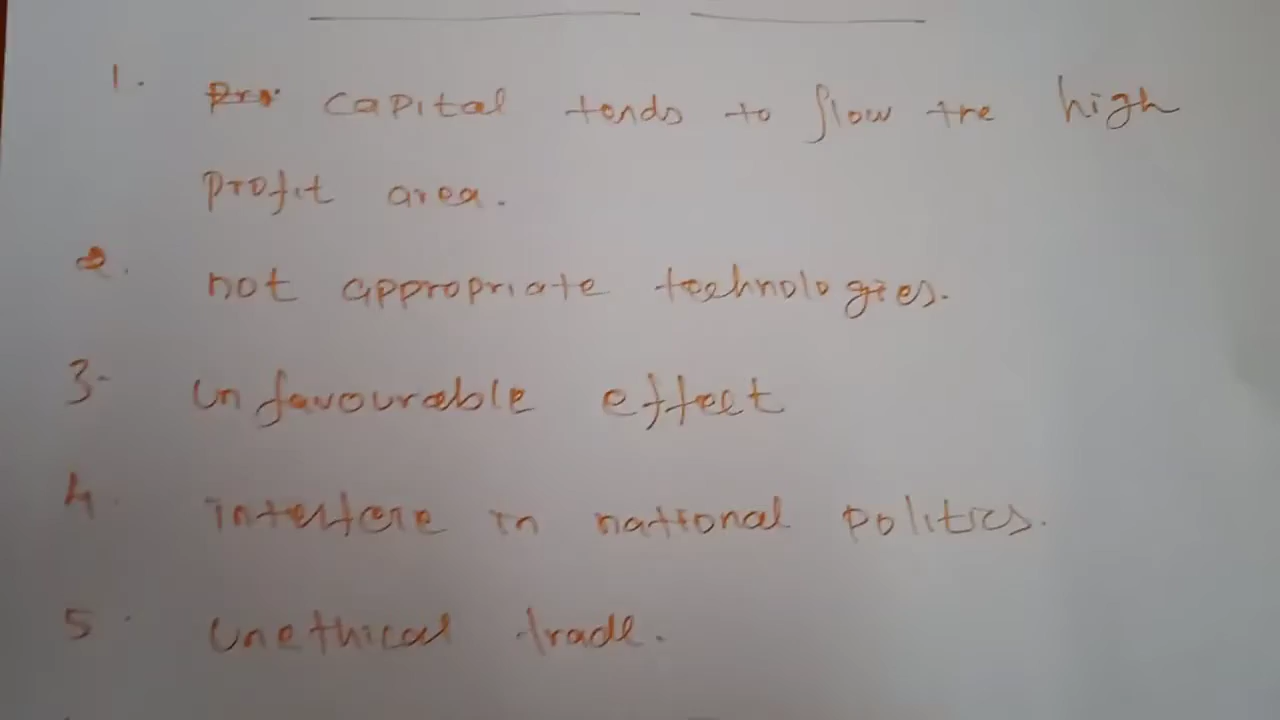 1. capital tends to flow the high
profit area.
2. not appropriate technologies.
3- unfavourable effect
4. interfere in national politics.
5. unethical trade.